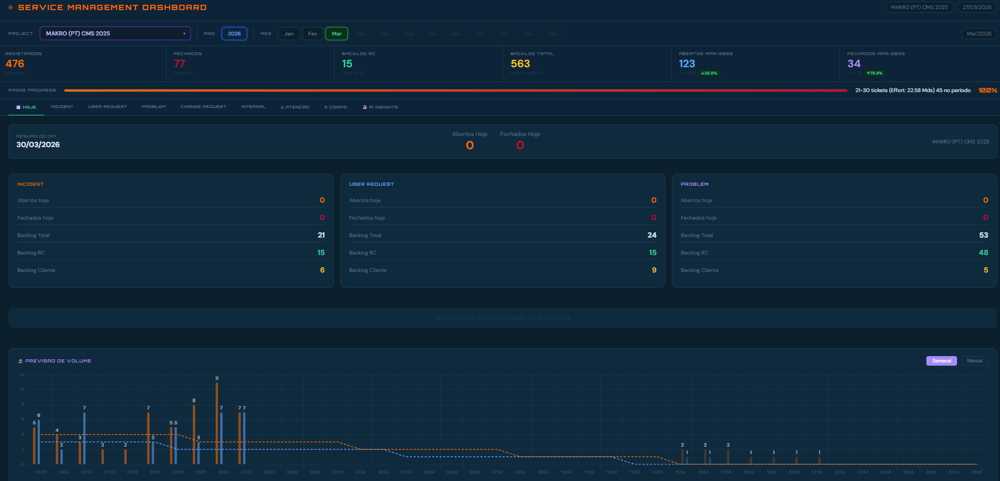 SERVICE MANAGEMENT DASHBOARD
MAKRO (PT) CMS 2025
27/03/2026
PROJECT
MAKRO (PT) CMS 2025
ANO
2026
MES
Jan
Fev
Mar
Abr
Mai
Jun
Jul
Ago
Set
Out
Nov
Dez
Mar/2026
REGISTRADOS
476
historico
FECHADOS
77
historico
BACKLOG RC
15
Cliente: 6
BACKLOG TOTAL
563
todos os tipos
ABERTOS MAR/2026
123
Fev: 192 ↓35.9%
FECHADOS MAR/2026
34
Fev: 19 ↑78.9%
RANGE PROGRESS
21-30 tickets (Effort: 22.58 Mds) 45 no periodo
100%
HOJE
INCIDENT
USER REQUEST
PROBLEM
CHANGE REQUEST
INTERNAL
⚠ ATENCAO
⚙ CONFIG
AI INSIGHTS
RESUMO DO DIA
30/03/2026
Abertos Hoje
0
Fechados Hoje
0
MAKRO (PT) CMS 2025
INCIDENT
Abertos hoje 0
Fechados hoje 0
Backlog Total 21
Backlog RC 15
Backlog Cliente 6
USER REQUEST
Abertos hoje 0
Fechados hoje 0
Backlog Total 24
Backlog RC 15
Backlog Cliente 9
PROBLEM
Abertos hoje 0
Fechados hoje 0
Backlog Total 53
Backlog RC 48
Backlog Cliente 5
Nenhum ticket aberto ou fechado em 30/03/2026
PREVISAO DE VOLUME
Semanal
Mensal
12
10
8
6
4
2
0
5 6 4 2 3 7 2 2 7 3 5 5 8 3 11 7 7 7 2 1 2 1 2 1 1 1 1
18/03 19/03 20/03 21/03 22/03 23/03 24/03 25/03 26/03 27/03 28/03 29/03 30/03 31/03 01/04 02/04 03/04 04/04 05/04 06/04 07/04 08/04 09/04 10/04 11/04 12/04 13/04 14/04 15/04 16/04 17/04 18/04 19/04 20/04 21/04 22/04 23/04 24/04 25/04 26/04 27/04 28/04